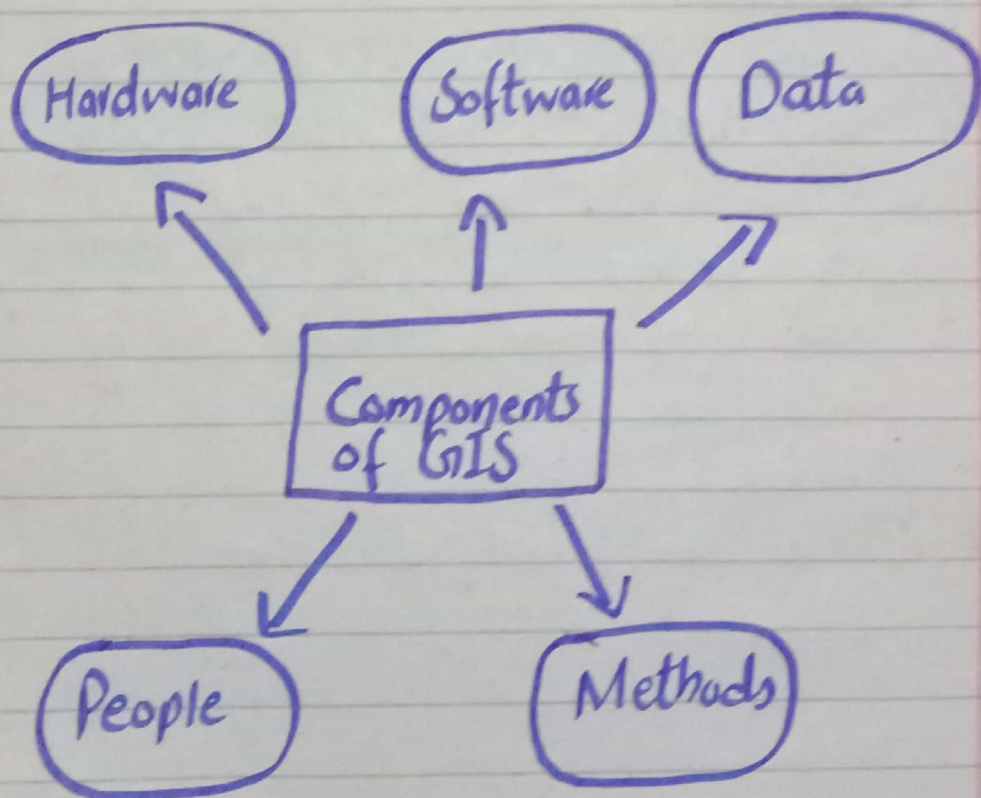 Hardware
Software
Data
Components
of GIS
People
Methods